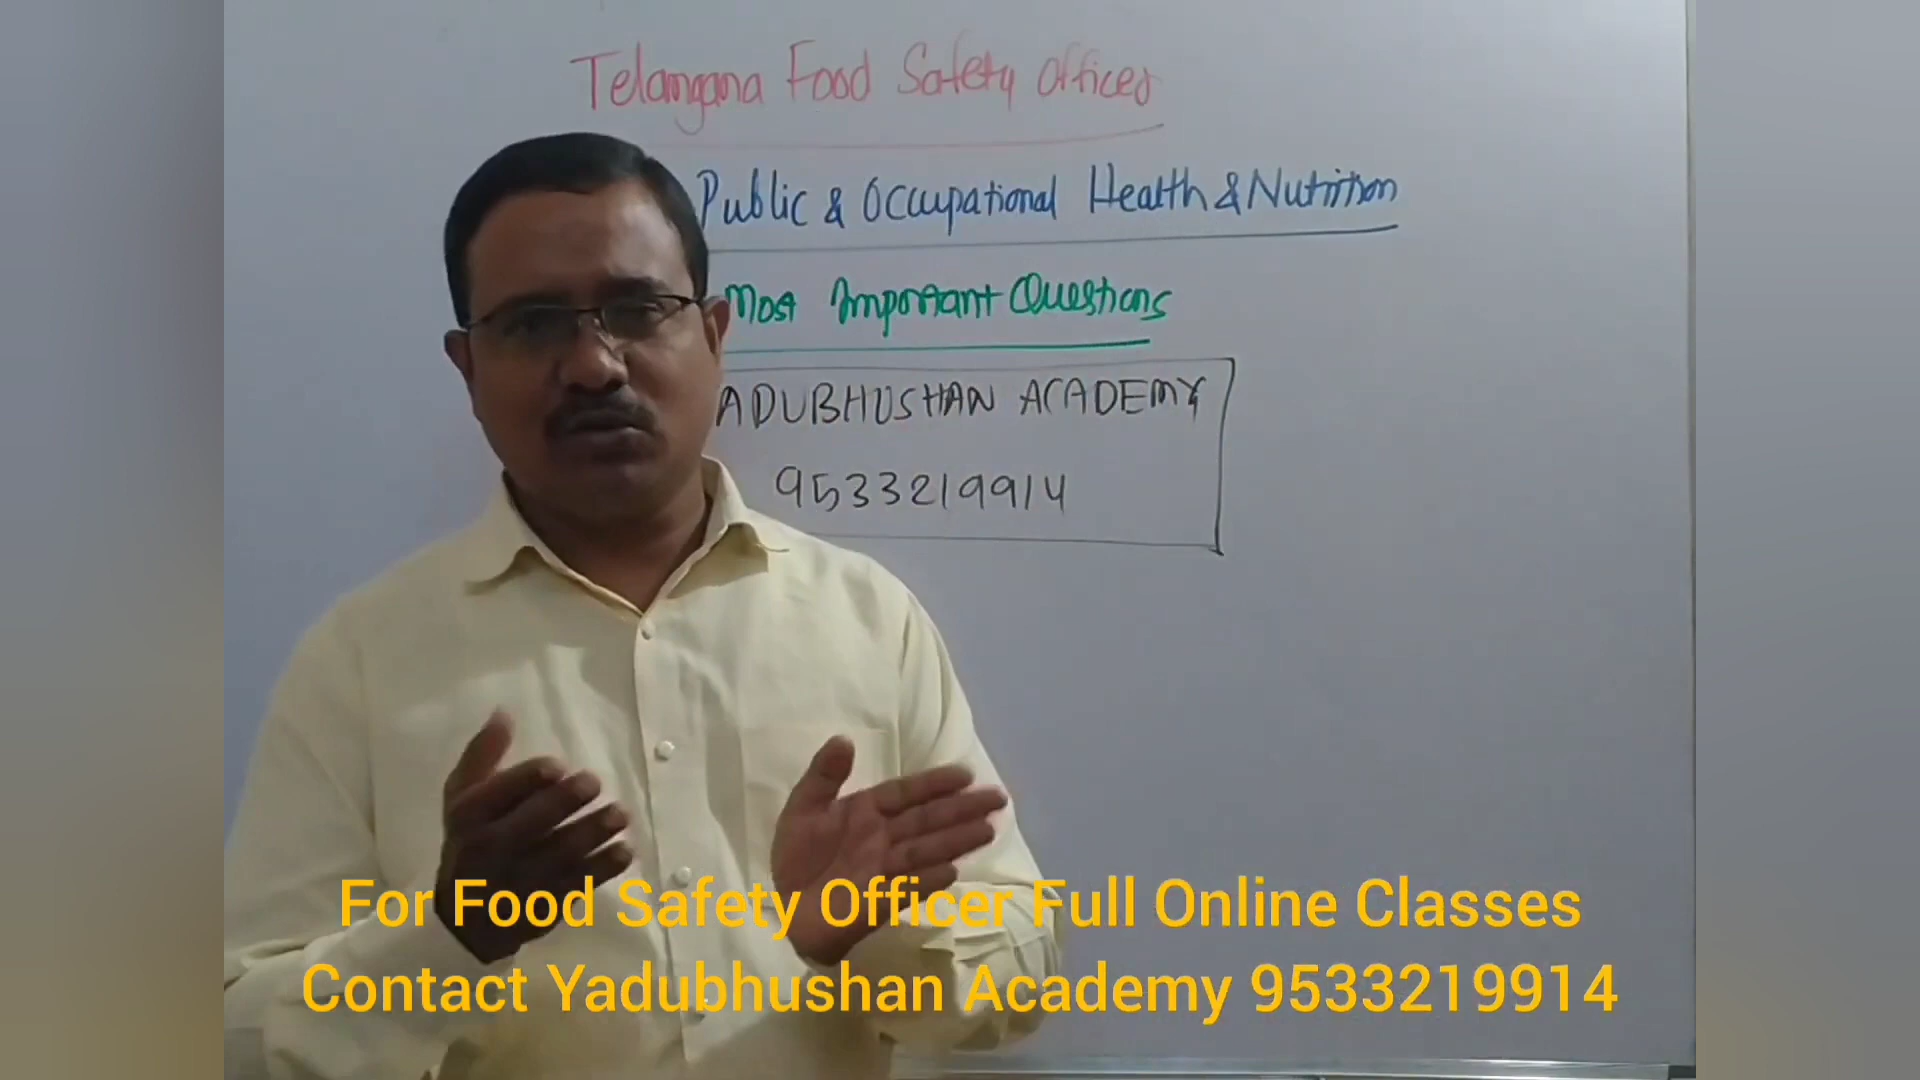 Telangana Food Safety Officer
Public & Occupational Health & Nutrition
Most Important Questions
ADUBHUSHAN ACADEMY
9533219914
For Food Safety Officer Full Online Classes
Contact Yadubhushan Academy 9533219914